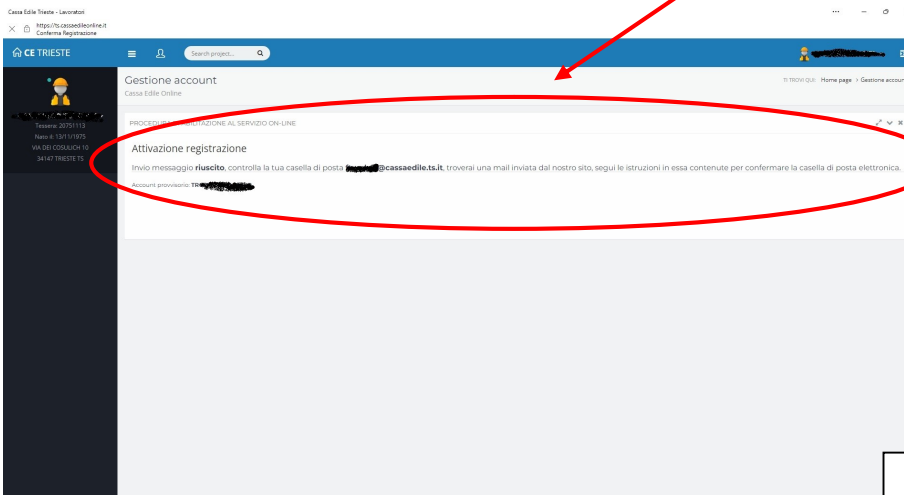 Cassa Edile Trieste - Lavoratori
https://ts.cassaedileonline.it
Conferma Registrazione
CE TRIESTE
Search project...
Gestione account
Cassa Edile Online
TI TROVI QUI: Home page > Gestione account
Tessera: 20751113
Nato il: 13/11/1975
VIA DEI COSULICH 10
34147 TRIESTE TS
PROCEDURA ABILITAZIONE AL SERVIZIO ON-LINE
Attivazione registrazione
Invio messaggio riuscito, controlla la tua casella di posta @cassaedile.ts.it, troverai una mail inviata dal nostro sito, segui le istruzioni in essa contenute per confermare la casella di posta elettronica.
Account provvisorio: TR